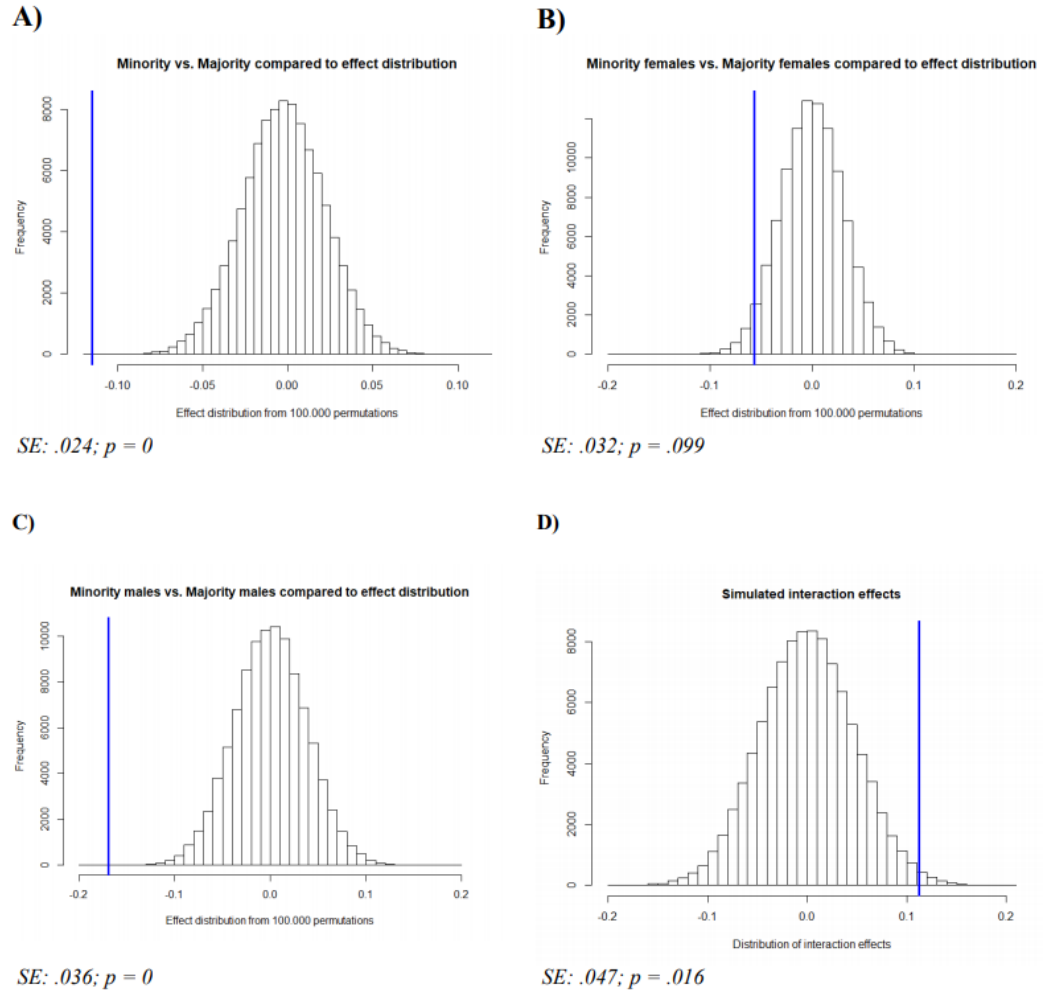 A)
Minority vs. Majority compared to effect distribution
Frequency
0 2000 4000 6000 8000
-0.10 -0.05 0.00 0.05 0.10
Effect distribution from 100.000 permutations
SE: .024; p = 0
B)
Minority females vs. Majority females compared to effect distribution
Frequency
0 2000 4000 6000 8000 10000
-0.2 -0.1 0.0 0.1 0.2
Effect distribution from 100.000 permutations
SE: .032; p = .099
C)
Minority males vs. Majority males compared to effect distribution
Frequency
0 2000 4000 6000 8000 10000
-0.2 -0.1 0.0 0.1 0.2
Effect distribution from 100.000 permutations
SE: .036; p = 0
D)
Simulated interaction effects
Frequency
0 2000 4000 6000 8000
-0.2 -0.1 0.0 0.1 0.2
Distribution of interaction effects
SE: .047; p = .016